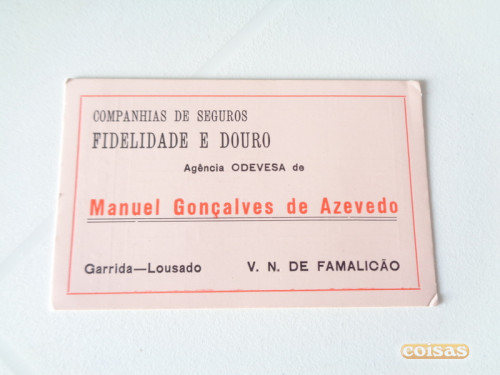 COMPANHIAS DE SEGUROS
FIDELIDADE E DOURO
Agência ODEVESA de
Manuel Gonçalves de Azevedo
Garrida—Lousado V. N. DE FAMALICÃO
coisas